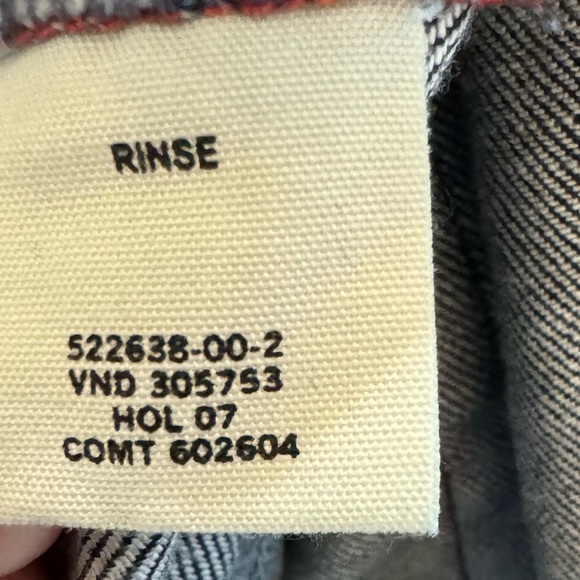 RINSE
522638-00-2
VND 305753
HOL 07
COMT 602604